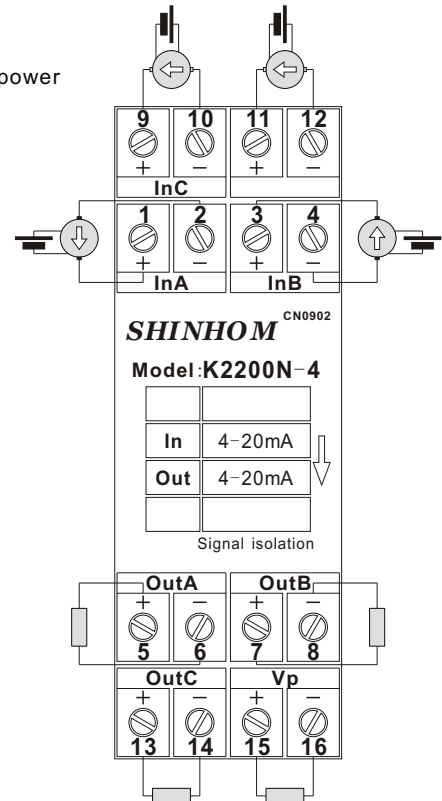 power
9 10 11 12
+ − + −
InC
1 2 3 4
+ − + −
InA InB
SHINHOM CN0902
Model:K2200N-4
In 4-20mA
Out 4-20mA
Signal isolation
OutA OutB
+ − + −
5 6 7 8
OutC Vp
+ − + −
13 14 15 16